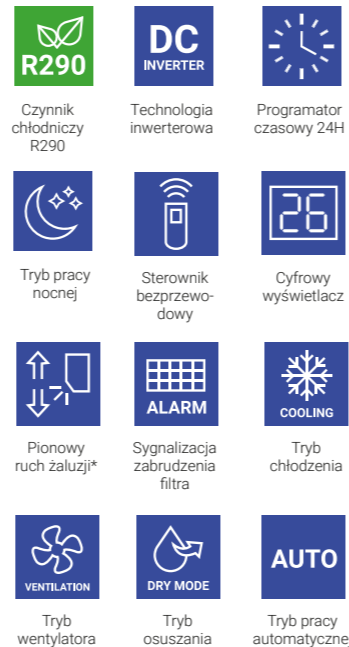 R290
Czynnik
chłodniczy
R290
DC
INVERTER
Technologia
inwerterowa
Programator
czasowy 24H
Tryb pracy
nocnej
Sterownik
bezprzewo-
dowy
26
Cyfrowy
wyświetlacz
Pionowy
ruch żaluzji*
ALARM
Sygnalizacja
zabrudzenia
filtra
COOLING
Tryb
chłodzenia
VENTILATION
Tryb
wentylatora
DRY MODE
Tryb
osuszania
AUTO
Tryb pracy
automatycznej